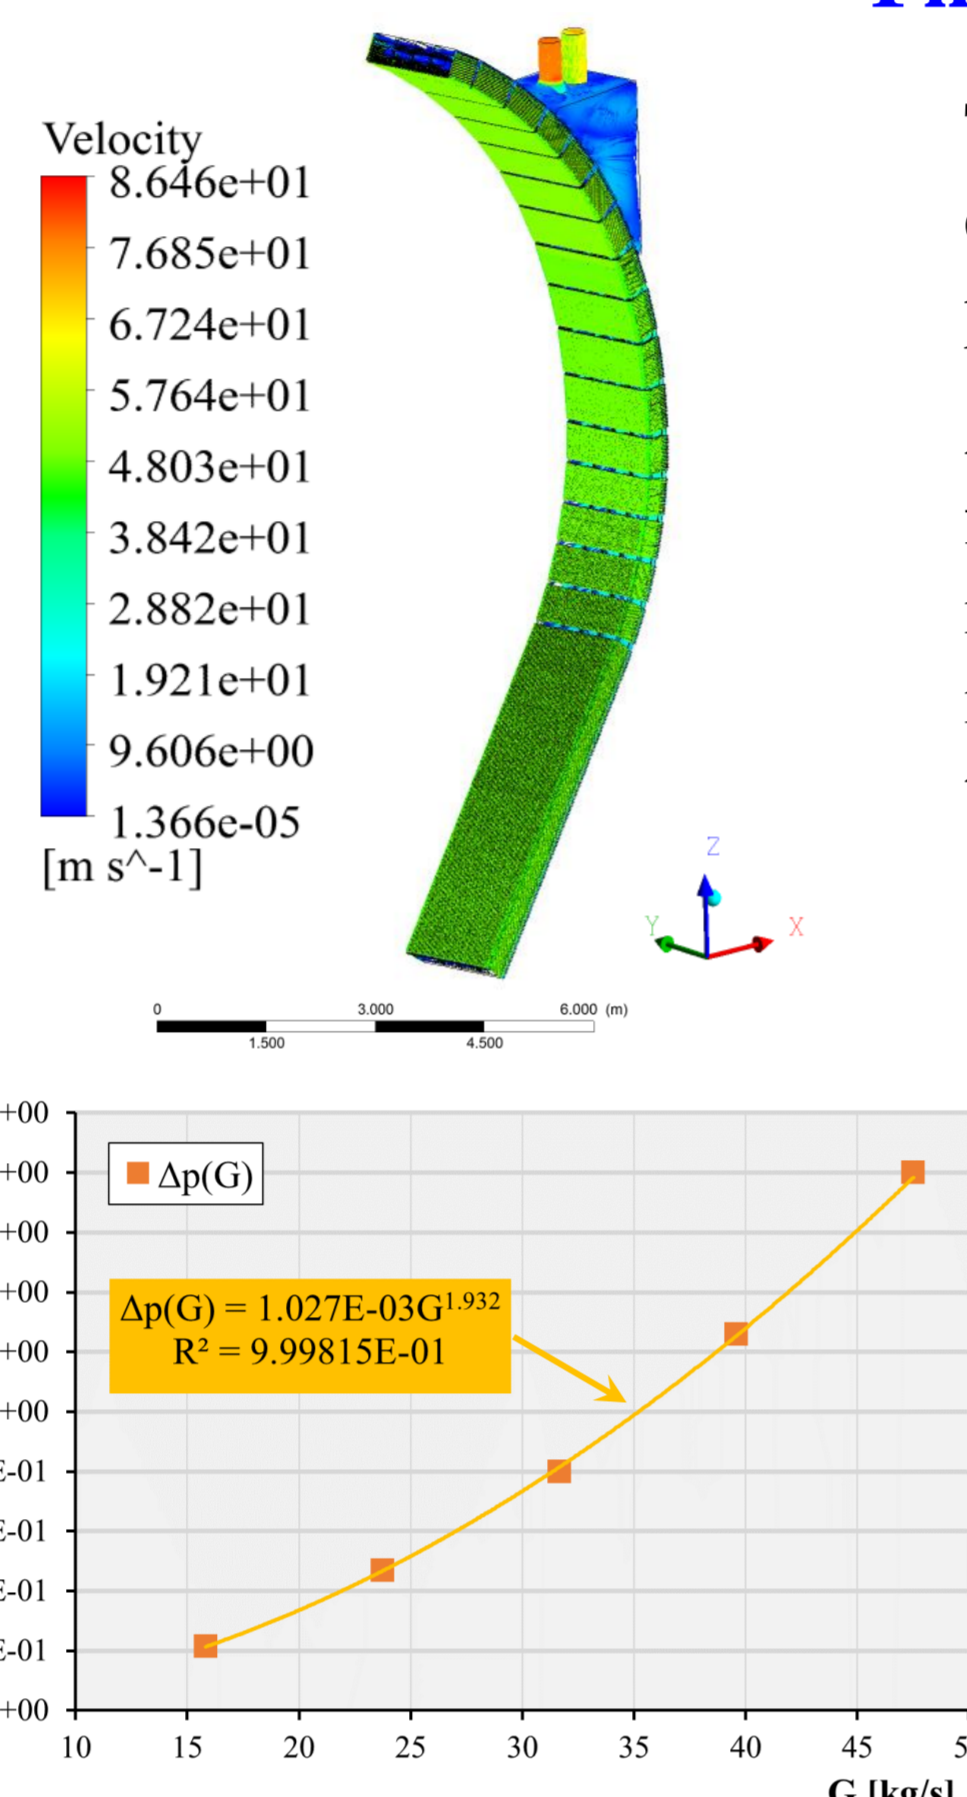 Velocity
8.646e+01
7.685e+01
6.724e+01
5.764e+01
4.803e+01
3.842e+01
2.882e+01
1.921e+01
9.606e+00
1.366e-05
[m s^-1]
Z
Y
X
0 3.000 6.000 (m)
1.500 4.500
+00
+00
+00
+00
+00
+00
E-01
E-01
E-01
E-01
+00
Δp(G)
Δp(G) = 1.027E-03G^1.932
R² = 9.99815E-01
10 15 20 25 30 35 40 45
G [kg/s]